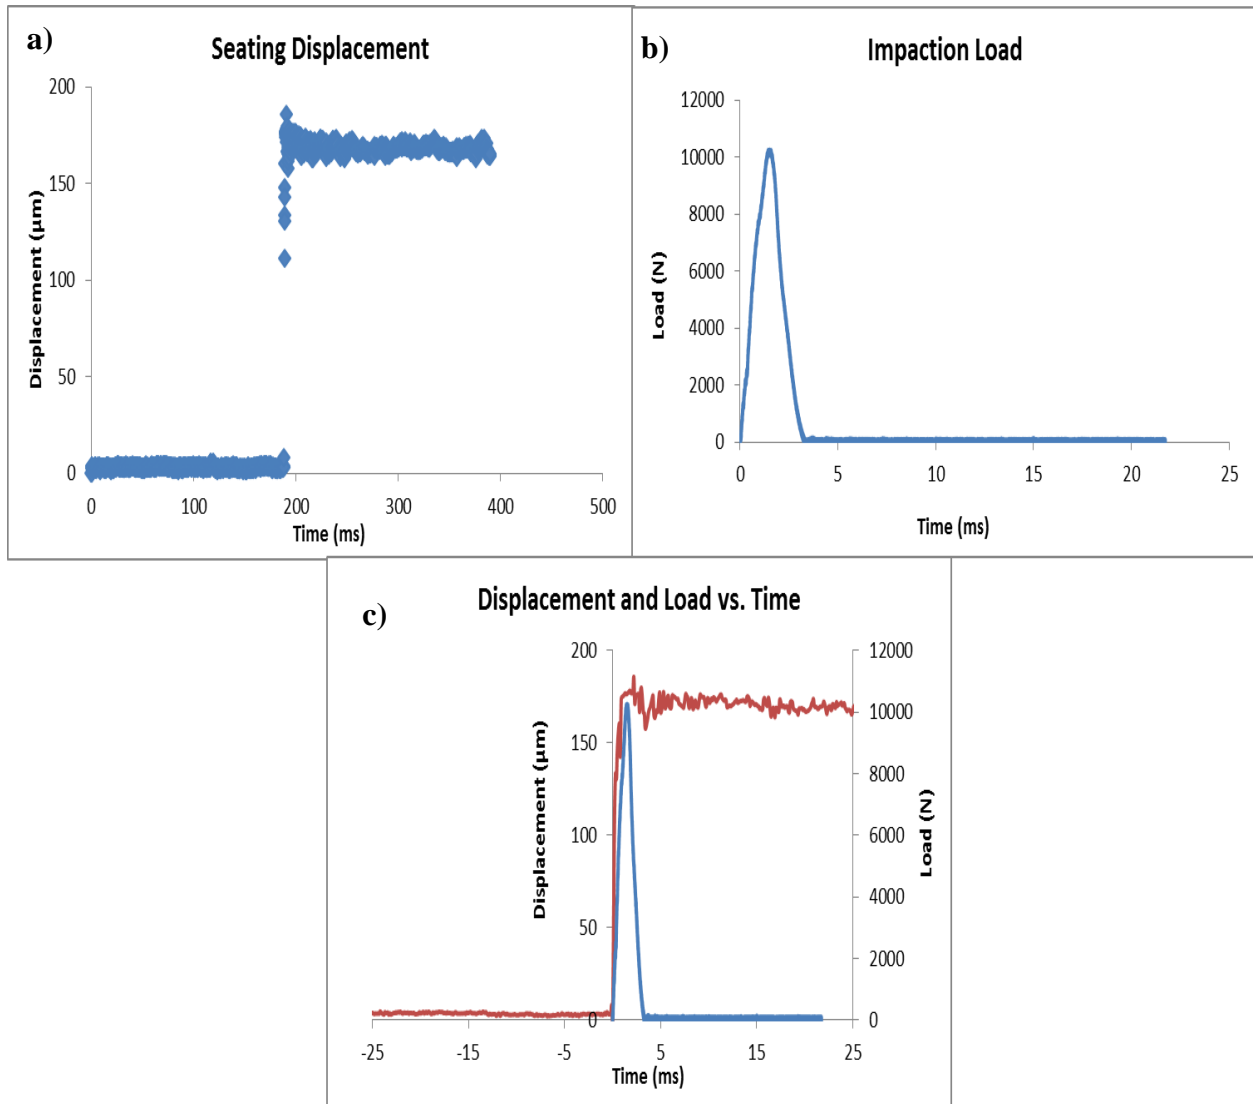 a)
Seating Displacement
200
150
100
50
0
Displacement (µm)
0 100 200 300 400 500
Time (ms)
b)
Impaction Load
12000
10000
8000
6000
4000
2000
0
Load (N)
0 5 10 15 20 25
Time (ms)
c)
Displacement and Load vs. Time
200
150
100
50
0
Displacement (µm)
12000
10000
8000
6000
4000
2000
0
Load (N)
-25 -15 -5 5 15 25
Time (ms)